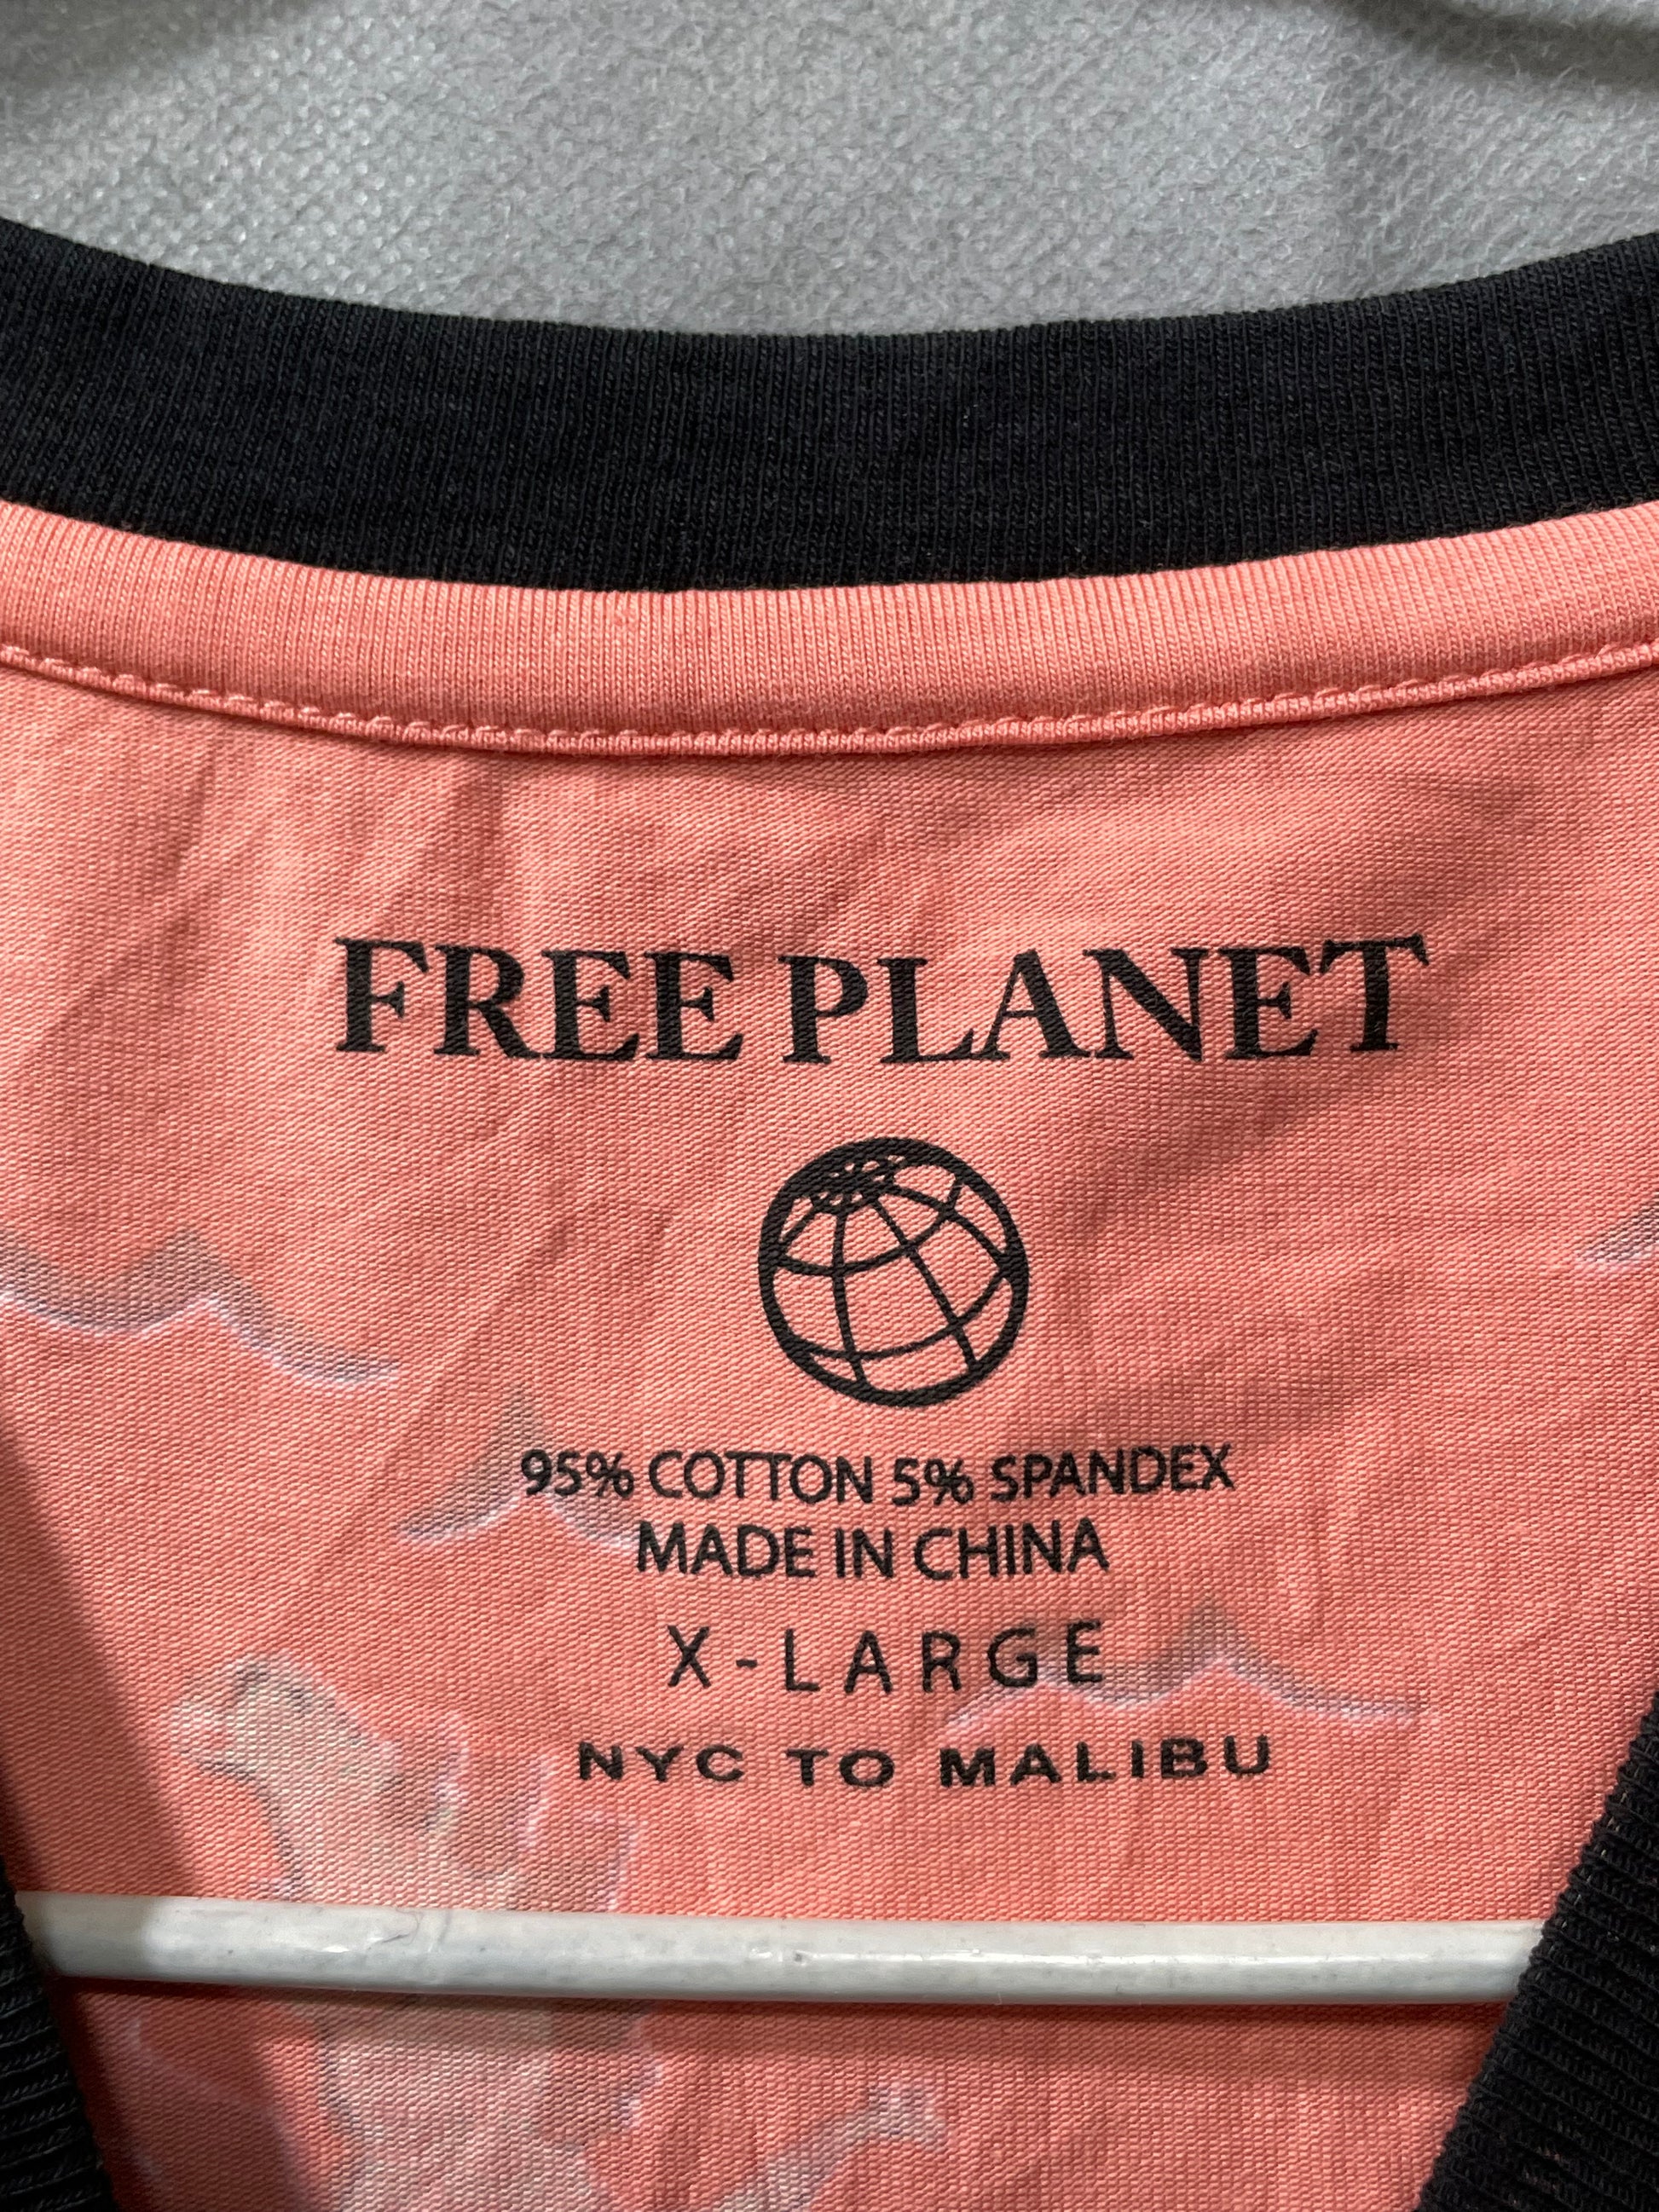 FREE PLANET
95% COTTON 5% SPANDEX
MADE IN CHINA
X-LARGE
NYC TO MALIBU